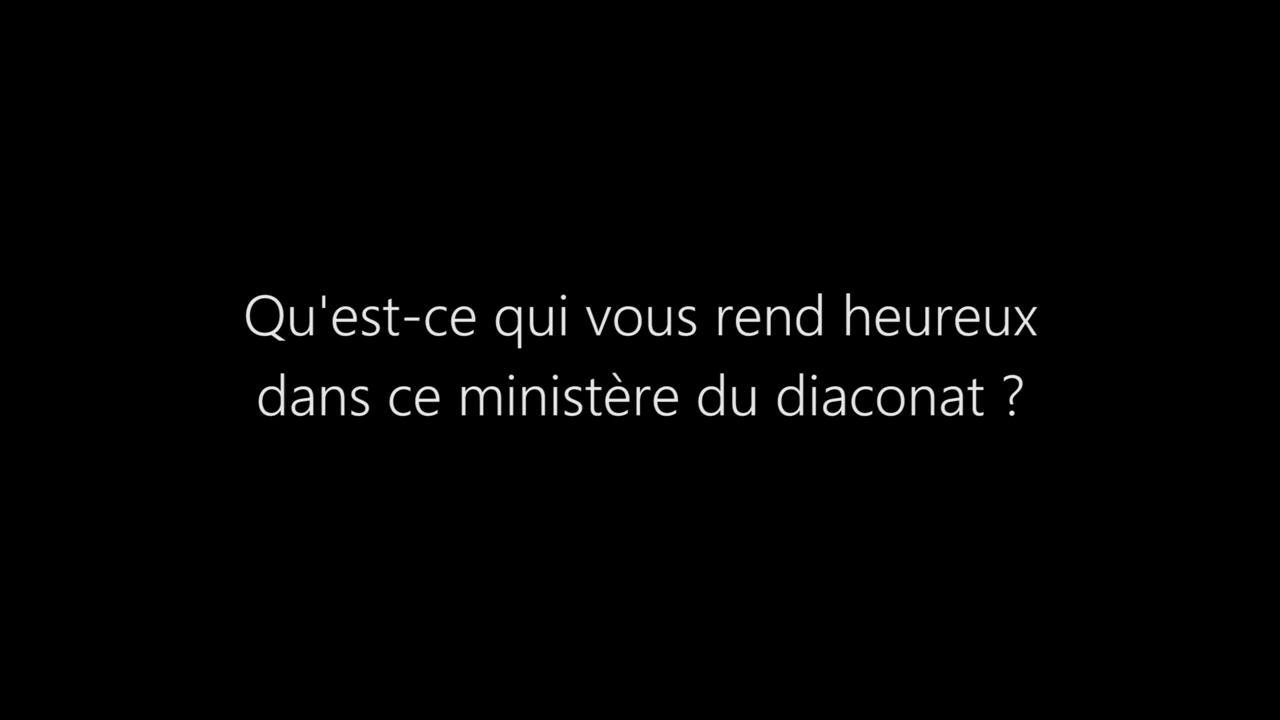 Qu'est-ce qui vous rend heureux
dans ce ministère du diaconat ?